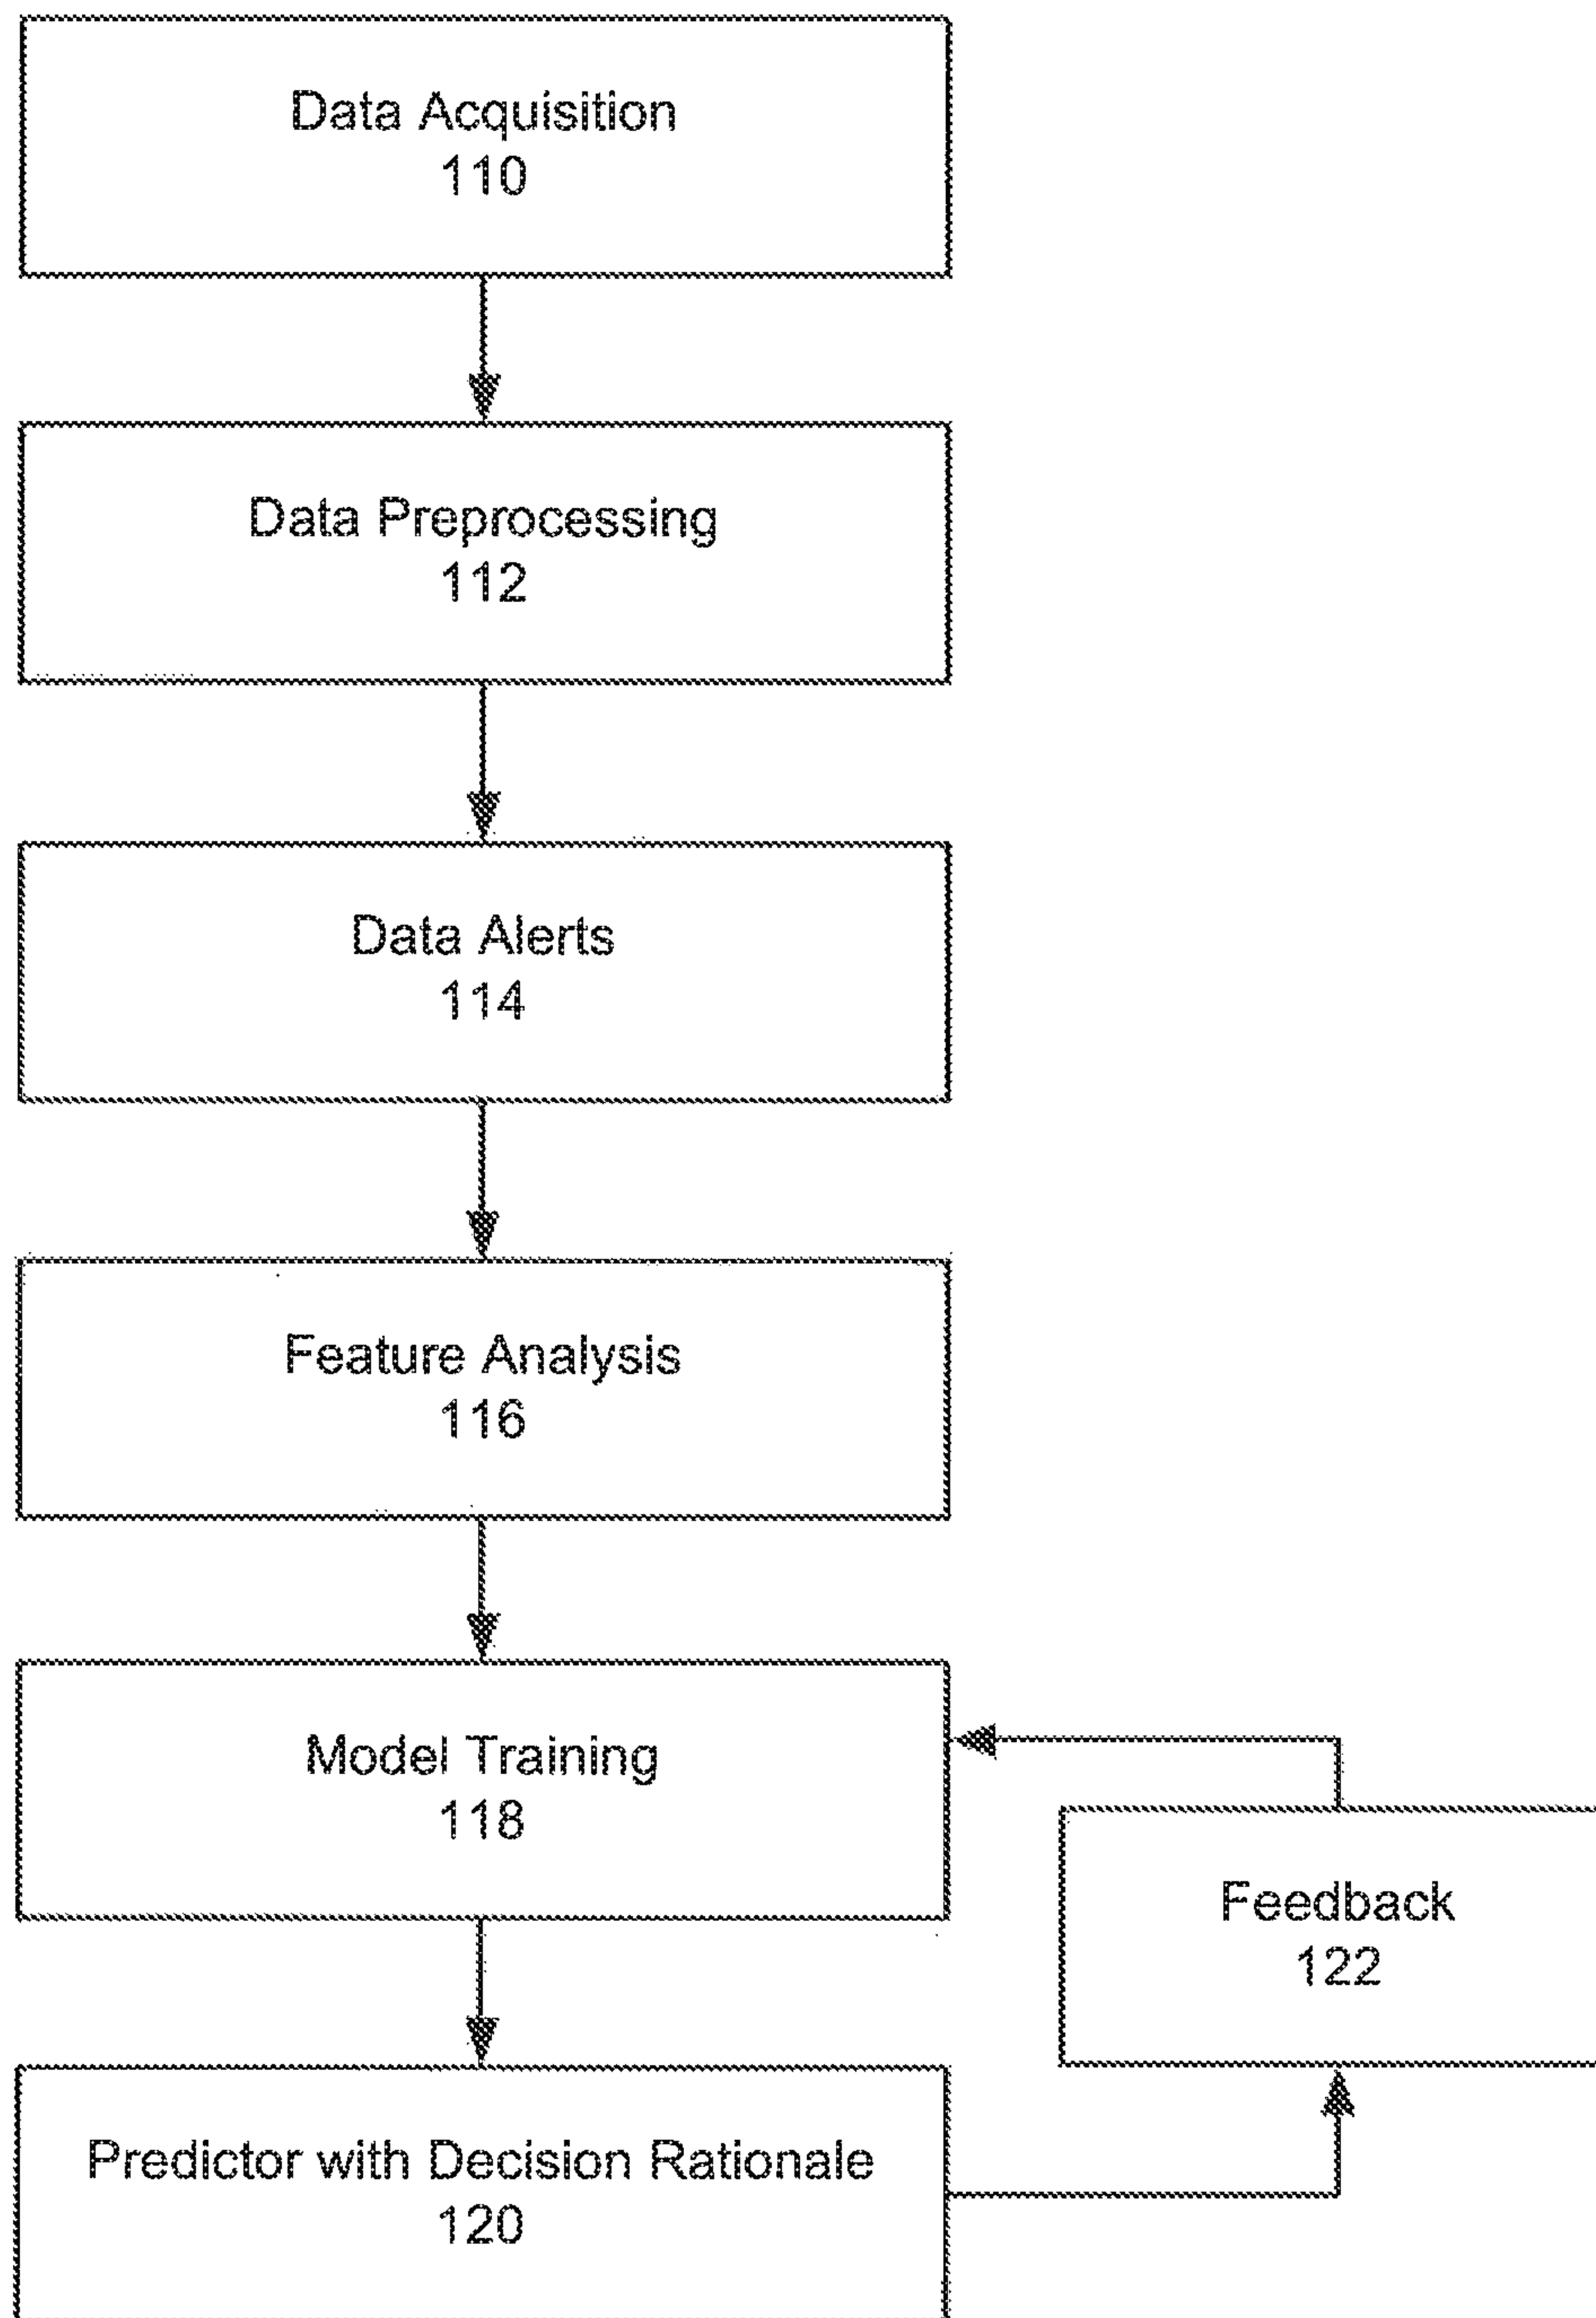 Data Acquisition
110
Data Preprocessing
112
Data Alerts
114
Feature Analysis
116
Model Training
118
Feedback
122
Predictor with Decision Rationale
120